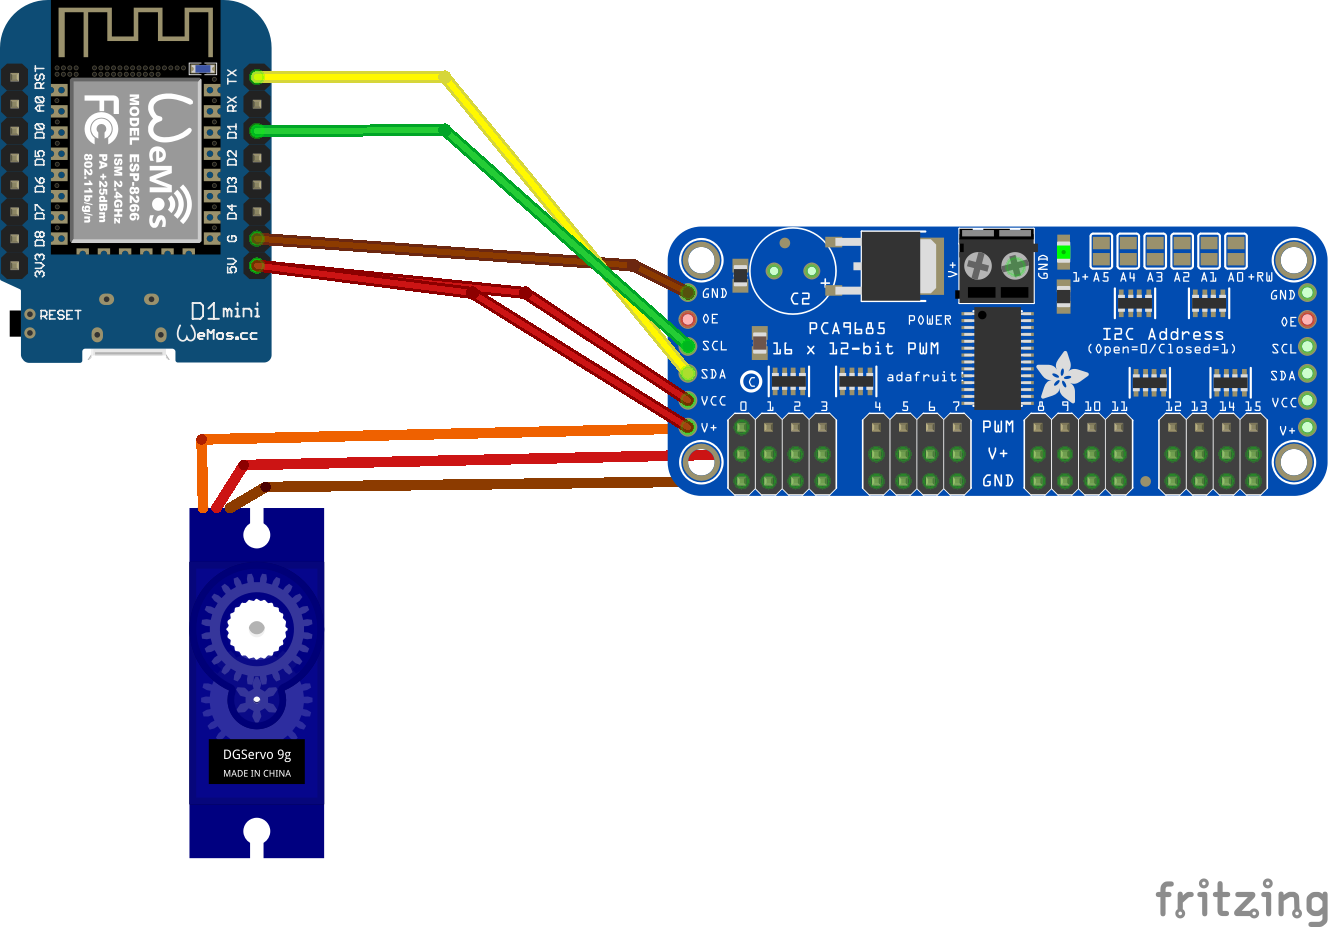 RST
A0
D0
D5
D6
D7
D8
3V3
TX
RX
D1
D2
D3
D4
G
5V
WeMos
MODEL ESP-8266
ISM 2.4GHz
PA +25dBm
802.11b/g/n
FC
RESET
D1mini
WeMos.cc
GND
OE
SCL
SDA
VCC
V+
C2
+
PCA9685
16 x 12-bit PWM
POWER
V+
GND
adafruit!
C
1+ A5 A4 A3 A2 A1 A0 +RW
I2C Address
(Open=0/Closed=1)
GND
OE
SCL
SDA
VCC
V+
0 1 2 3 4 5 6 7 8 9 10 11 12 13 14 15
PWM
V+
GND
DGServo 9g
MADE IN CHINA
fritzing